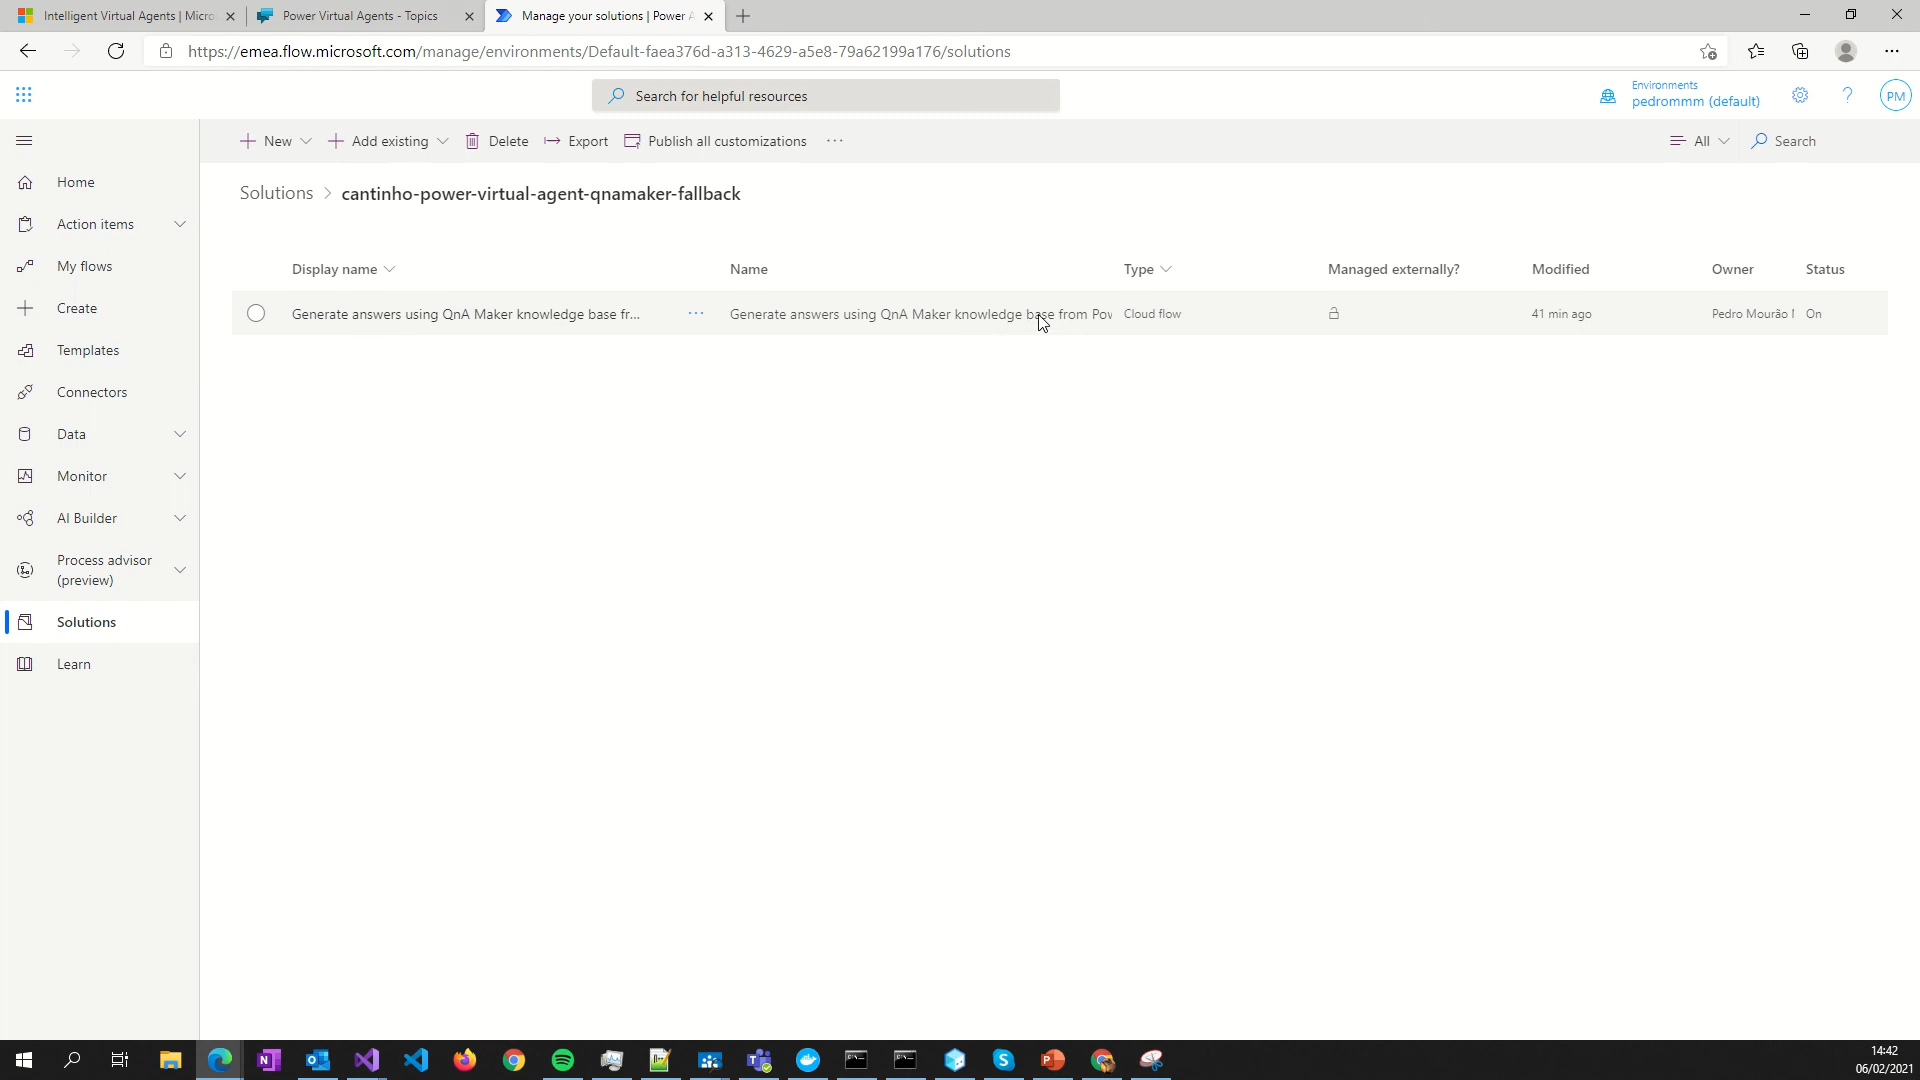 Intelligent Virtual Agents | Micro
Power Virtual Agents - Topics
Manage your solutions | Power A
https://emea.flow.microsoft.com/manage/environments/Default-faea376d-a313-4629-a5e8-79a62199a176/solutions
Search for helpful resources
Environments
pedrommm (default)
PM
New
Add existing
Delete
Export
Publish all customizations
All
Search
Home
Action items
My flows
Create
Templates
Connectors
Data
Monitor
AI Builder
Process advisor
(preview)
Solutions
Learn
Solutions > cantinho-power-virtual-agent-qnamaker-fallback
Display name Name Type Managed externally? Modified Owner Status
Generate answers using QnA Maker knowledge base fr... Generate answers using QnA Maker knowledge base from Pow Cloud flow 41 min ago Pedro Mourão On
14:42
06/02/2021